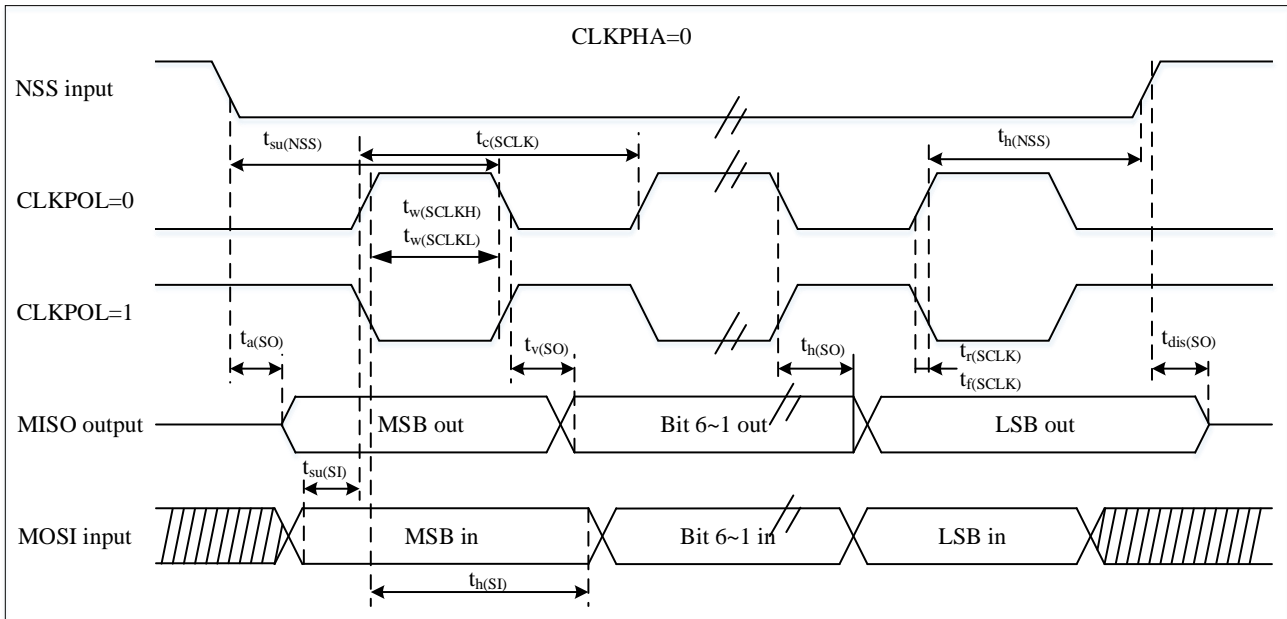 CLKPHA=0
NSS input
tsu(NSS)
tc(SCLK)
th(NSS)
CLKPOL=0
tw(SCLKH)
tw(SCLKL)
CLKPOL=1
ta(SO)
tv(SO)
th(SO)
tr(SCLK)
tf(SCLK)
tdis(SO)
MISO output
MSB out
Bit 6~1 out
LSB out
tsu(SI)
MOSI input
MSB in
Bit 6~1 in
LSB in
th(SI)